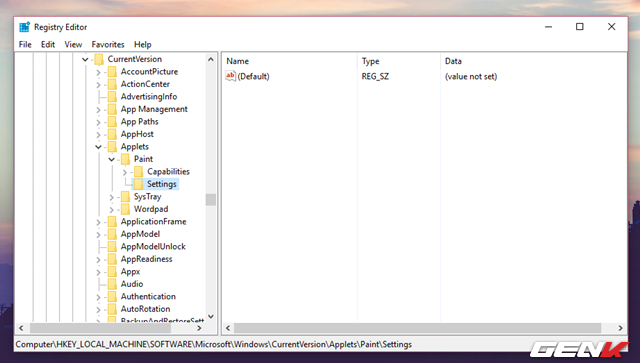 Registry Editor
File Edit View Favorites Help
CurrentVersion
AccountPicture
ActionCenter
AdvertisingInfo
App Management
App Paths
AppHost
Applets
Paint
Capabilities
Settings
SysTray
Wordpad
ApplicationFrame
AppModel
AppModelUnlock
AppReadiness
Appx
Audio
Authentication
AutoRotation
BackupAndRestoreSett
Name Type Data
ab (Default) REG_SZ (value not set)
Computer\HKEY_LOCAL_MACHINE\SOFTWARE\Microsoft\Windows\CurrentVersion\Applets\Paint\Settings
GENK